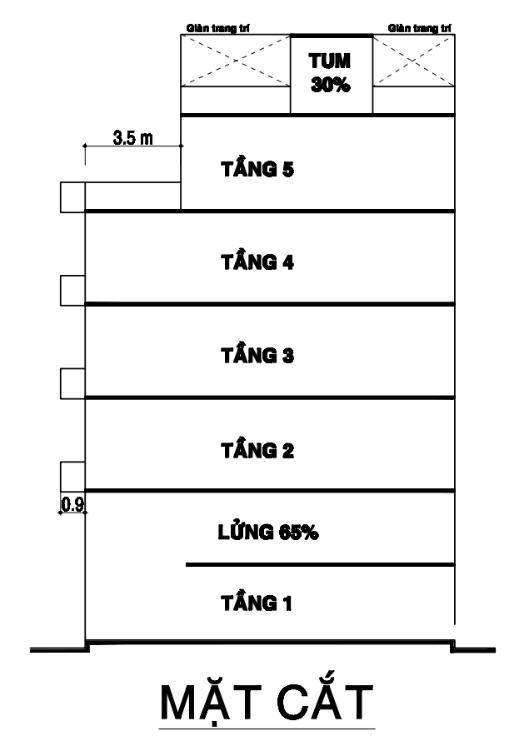 Giàn trang trí
Giàn trang trí
TUM
30%
3.5 m
TẦNG 5
TẦNG 4
TẦNG 3
TẦNG 2
0.9
LỬNG 65%
TẦNG 1
MẶT CẮT